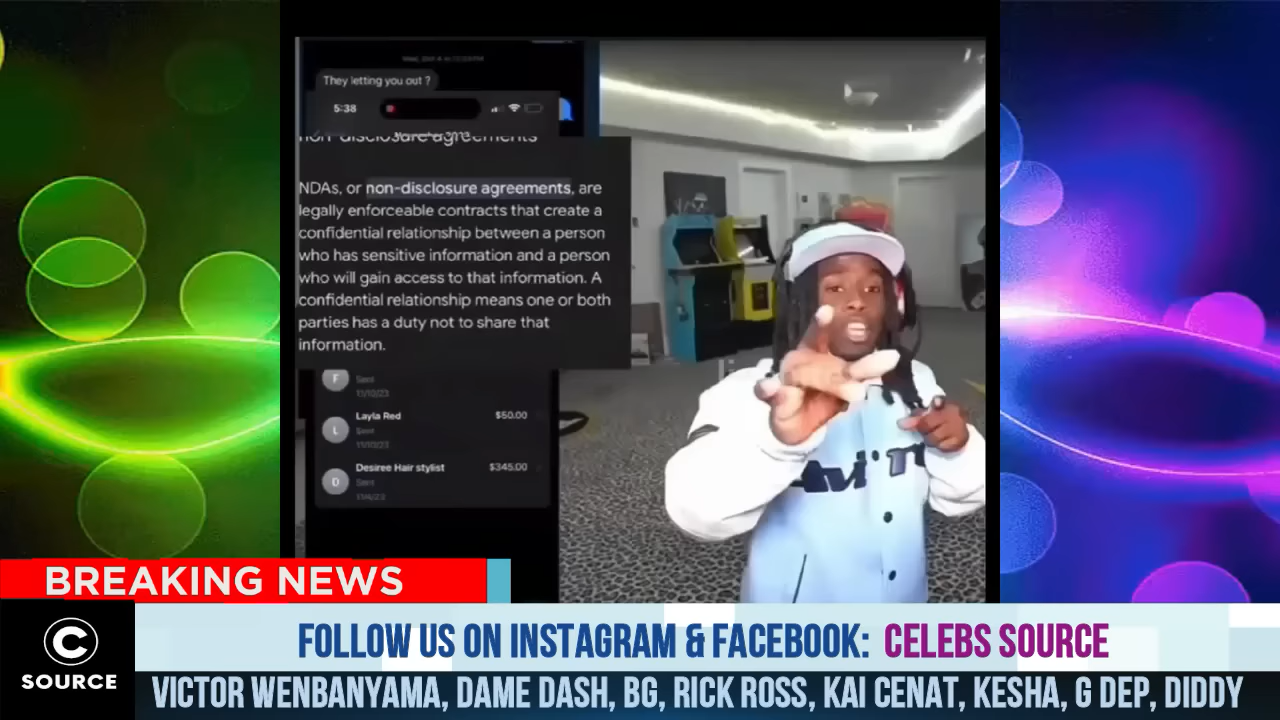 They letting you out ?
5:38
non-disclosure agreements
NDAs, or non-disclosure agreements, are
legally enforceable contracts that create a
confidential relationship between a person
who has sensitive information and a person
who will gain access to that information. A
confidential relationship means one or both
parties has a duty not to share that
information.
F
Sent
11/10/23
Layla Red $50.00
L
Sent
11/10/23
Desiree Hair stylist $345.00
D
Sent
11/4/23
BREAKING NEWS
C
SOURCE
FOLLOW US ON INSTAGRAM & FACEBOOK: CELEBS SOURCE
VICTOR WENBANYAMA, DAME DASH, BG, RICK ROSS, KAI CENAT, KESHA, G DEP, DIDDY